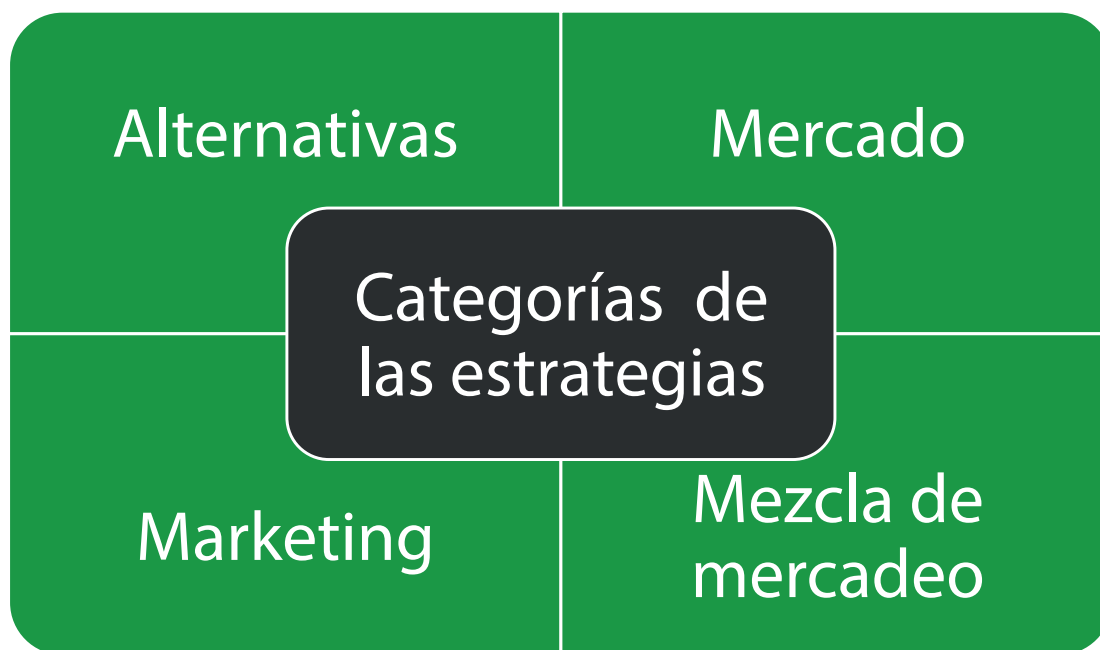 Alternativas
Mercado
Categorías de
las estrategias
Marketing
Mezcla de
mercadeo